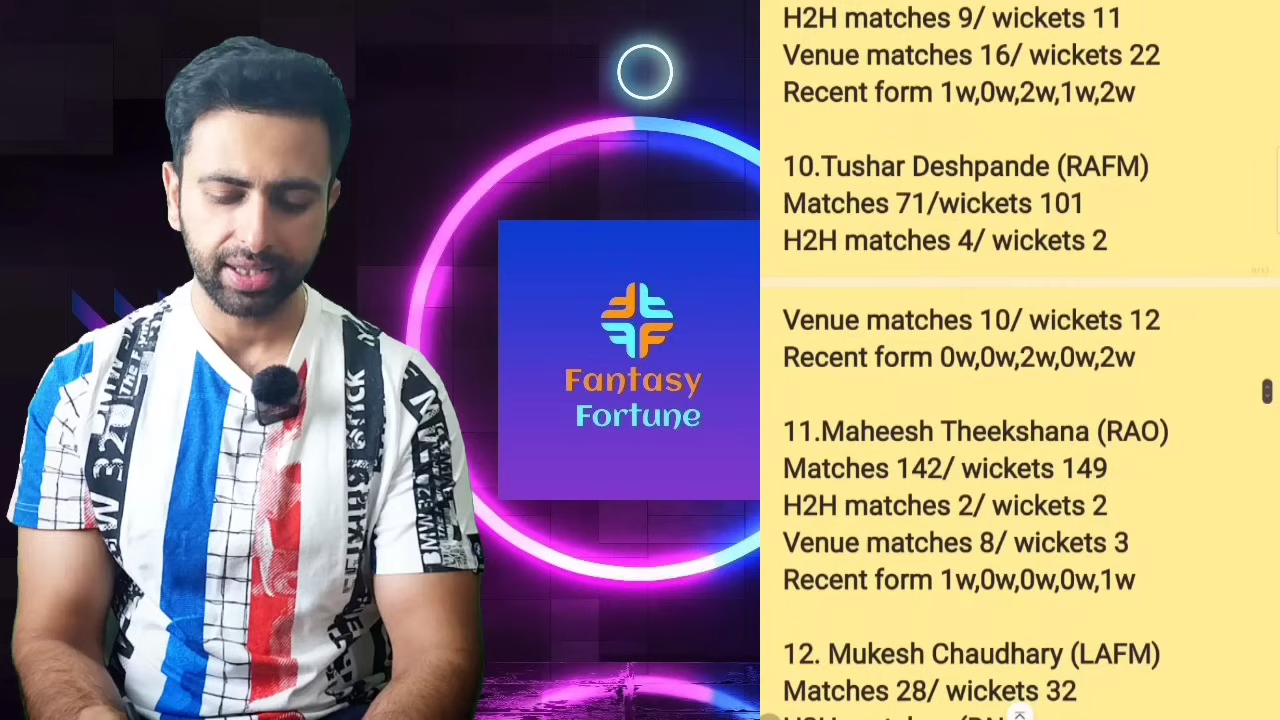 H2H matches 9/ wickets 11
Venue matches 16/ wickets 22
Recent form 1w,0w,2w,1w,2w
10.Tushar Deshpande (RAFM)
Matches 71/wickets 101
H2H matches 4/ wickets 2
Venue matches 10/ wickets 12
Recent form 0w,0w,2w,0w,2w
11.Maheesh Theekshana (RAO)
Matches 142/ wickets 149
H2H matches 2/ wickets 2
Venue matches 8/ wickets 3
Recent form 1w,0w,0w,0w,1w
12. Mukesh Chaudhary (LAFM)
Matches 28/ wickets 32
Fantasy
Fortune
BMW 320
The
BMW320